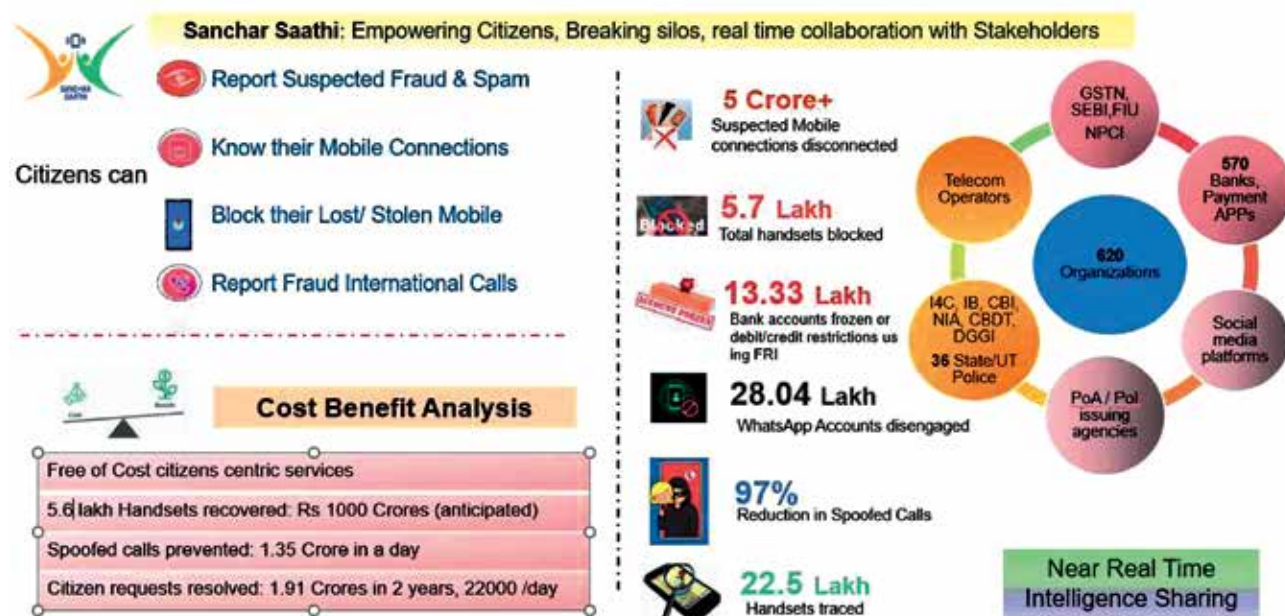 Sanchar Saathi: Empowering Citizens, Breaking silos, real time collaboration with Stakeholders
SANCHAR
SAATHI
Citizens can
Report Suspected Fraud & Spam
Know their Mobile Connections
Block their Lost/ Stolen Mobile
Report Fraud International Calls
Cost
Benefit
Cost Benefit Analysis
Free of Cost citizens centric services
5.6 lakh Handsets recovered: Rs 1000 Crores (anticipated)
Spoofed calls prevented: 1.35 Crore in a day
Citizen requests resolved: 1.91 Crores in 2 years, 22000 /day
5 Crore+
Suspected Mobile
connections disconnected
Blocked
5.7 Lakh
Total handsets blocked
ACCOUNT FROZEN
13.33 Lakh
Bank accounts frozen or
debit/credit restrictions us
ing FRI
28.04 Lakh
WhatsApp Accounts disengaged
97%
Reduction in Spoofed Calls
22.5 Lakh
Handsets traced
GSTN,
SEBI,FIU
NPCI
570
Banks,
Payment
APPs
Social
media
platforms
PoA / PoI
issuing
agencies
I4C, IB, CBI,
NIA, CBDT,
DGGI
36 State/UT
Police
Telecom
Operators
620
Organizations
Near Real Time
Intelligence Sharing